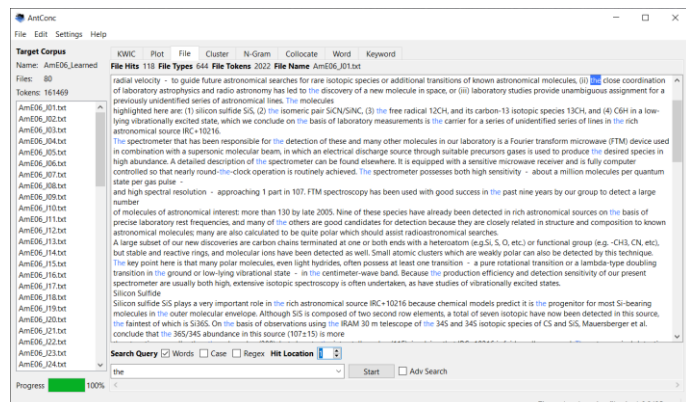 AntConc
File Edit Settings Help
Target Corpus
Name: AmE06_Learned
Files: 80
Tokens: 161469
AmE06_J01.txt
AmE06_J02.txt
AmE06_J03.txt
AmE06_J04.txt
AmE06_J05.txt
AmE06_J06.txt
AmE06_J07.txt
AmE06_J08.txt
AmE06_J09.txt
AmE06_J10.txt
AmE06_J11.txt
AmE06_J12.txt
AmE06_J13.txt
AmE06_J14.txt
AmE06_J15.txt
AmE06_J16.txt
AmE06_J17.txt
AmE06_J18.txt
AmE06_J19.txt
AmE06_J20.txt
AmE06_J21.txt
AmE06_J22.txt
AmE06_J23.txt
AmE06_J24.txt
Progress 100%
KWIC Plot File Cluster N-Gram Collocate Word Keyword
File Hits 118 File Types 644 File Tokens 2022 File Name AmE06_J01.txt
radial velocity - to guide future astronomical searches for rare isotopic species or additional transitions of known astronomical molecules, (ii) the close coordination
of laboratory astrophysics and radio astronomy has led to the discovery of a new molecule in space, or (iii) laboratory studies provide unambiguous assignment for a
previously unidentified series of astronomical lines. The molecules
highlighted here are: (1) silicon sulfide SiS, (2) the isomeric pair SiCN/SiNC, (3) the free radical 12CH, and its carbon-13 isotopic species 13CH, and (4) C6H in a low-
lying vibrationally excited state, which we conclude on the basis of laboratory measurements is the carrier for a series of unidentified series of lines in the rich
astronomical source IRC+10216.
The spectrometer that has been responsible for the detection of these and many other molecules in our laboratory is a Fourier transform microwave (FTM) device used
in combination with a supersonic molecular beam, in which an electrical discharge source through suitable precursors gases is used to produce the desired species in
high abundance. A detailed description of the spectrometer can be found elsewhere. It is equipped with a sensitive microwave receiver and is fully computer
controlled so that nearly round-the-clock operation is routinely achieved. The spectrometer possesses both high sensitivity - about a million molecules per quantum
state per gas pulse -
and high spectral resolution - approaching 1 part in 107. FTM spectroscopy has been used with good success in the past nine years by our group to detect a large
number
of molecules of astronomical interest: more than 130 by late 2005. Nine of these species have already been detected in rich astronomical sources on the basis of
precise laboratory rest frequencies, and many of the others are good candidates for detection because they are closely related in structure and composition to known
astronomical molecules; many are also calculated to be quite polar which should assist radioastronomical searches.
A large subset of our new discoveries are carbon chains terminated at one or both ends with a heteroatom (e.g.Si, S, O, etc.) or functional group (e.g. -CH3, CN, etc),
but stable and reactive rings, and molecular ions have been detected as well. Small atomic clusters which are weakly polar can also be detected by this technique.
The key point here is that many molecules, even light hydrides, often possess at least one transition - a pure rotational transition or a lambda-type doubling
transition in the ground or low-lying vibrational state - in the centimeter-wave band. Because the production efficiency and detection sensitivity of our present
spectrometer are usually both high, extensive isotopic spectroscopy is often undertaken, as have studies of vibrationally excited states.
Silicon Sulfide
Silicon sulfide SiS plays a very important role in the rich astronomical source IRC+10216 because chemical models predict it is the progenitor for most Si-bearing
molecules in the outer molecular envelope. Although SiS is composed of two second row elements, a total of seven isotopic have now been detected in this source,
the faintest of which is Si36S. On the basis of observations using the IRAM 30 m telescope of the 34S and 34S isotopic species of CS and SiS, Mauersberger et al.
conclude that the 36S/34S abundance in this source (107±15) is more
Search Query Words Case Regex Hit Location 1
the Start Adv Search